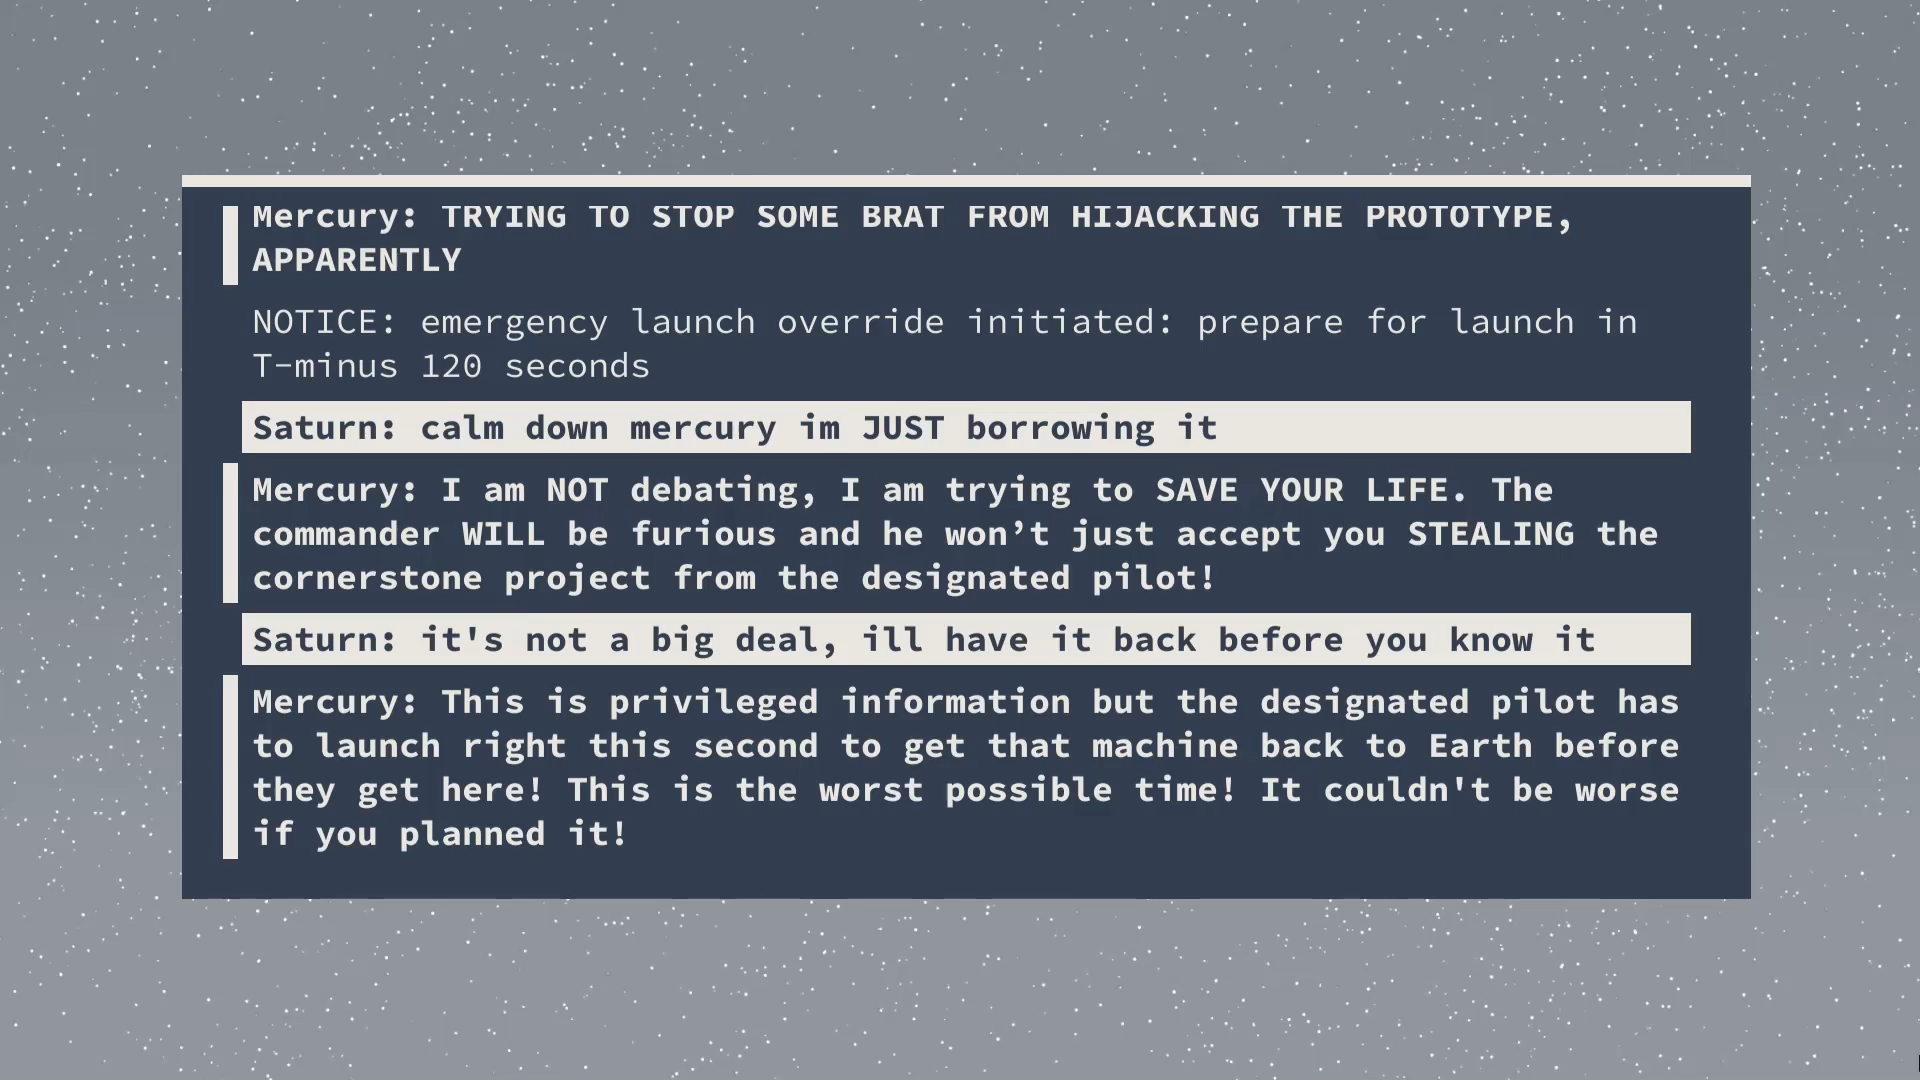 Mercury: TRYING TO STOP SOME BRAT FROM HIJACKING THE PROTOTYPE,
APPARENTLY
NOTICE: emergency launch override initiated: prepare for launch in
T-minus 120 seconds
Saturn: calm down mercury im JUST borrowing it
Mercury: I am NOT debating, I am trying to SAVE YOUR LIFE. The
commander WILL be furious and he won’t just accept you STEALING the
cornerstone project from the designated pilot!
Saturn: it's not a big deal, ill have it back before you know it
Mercury: This is privileged information but the designated pilot has
to launch right this second to get that machine back to Earth before
they get here! This is the worst possible time! It couldn't be worse
if you planned it!